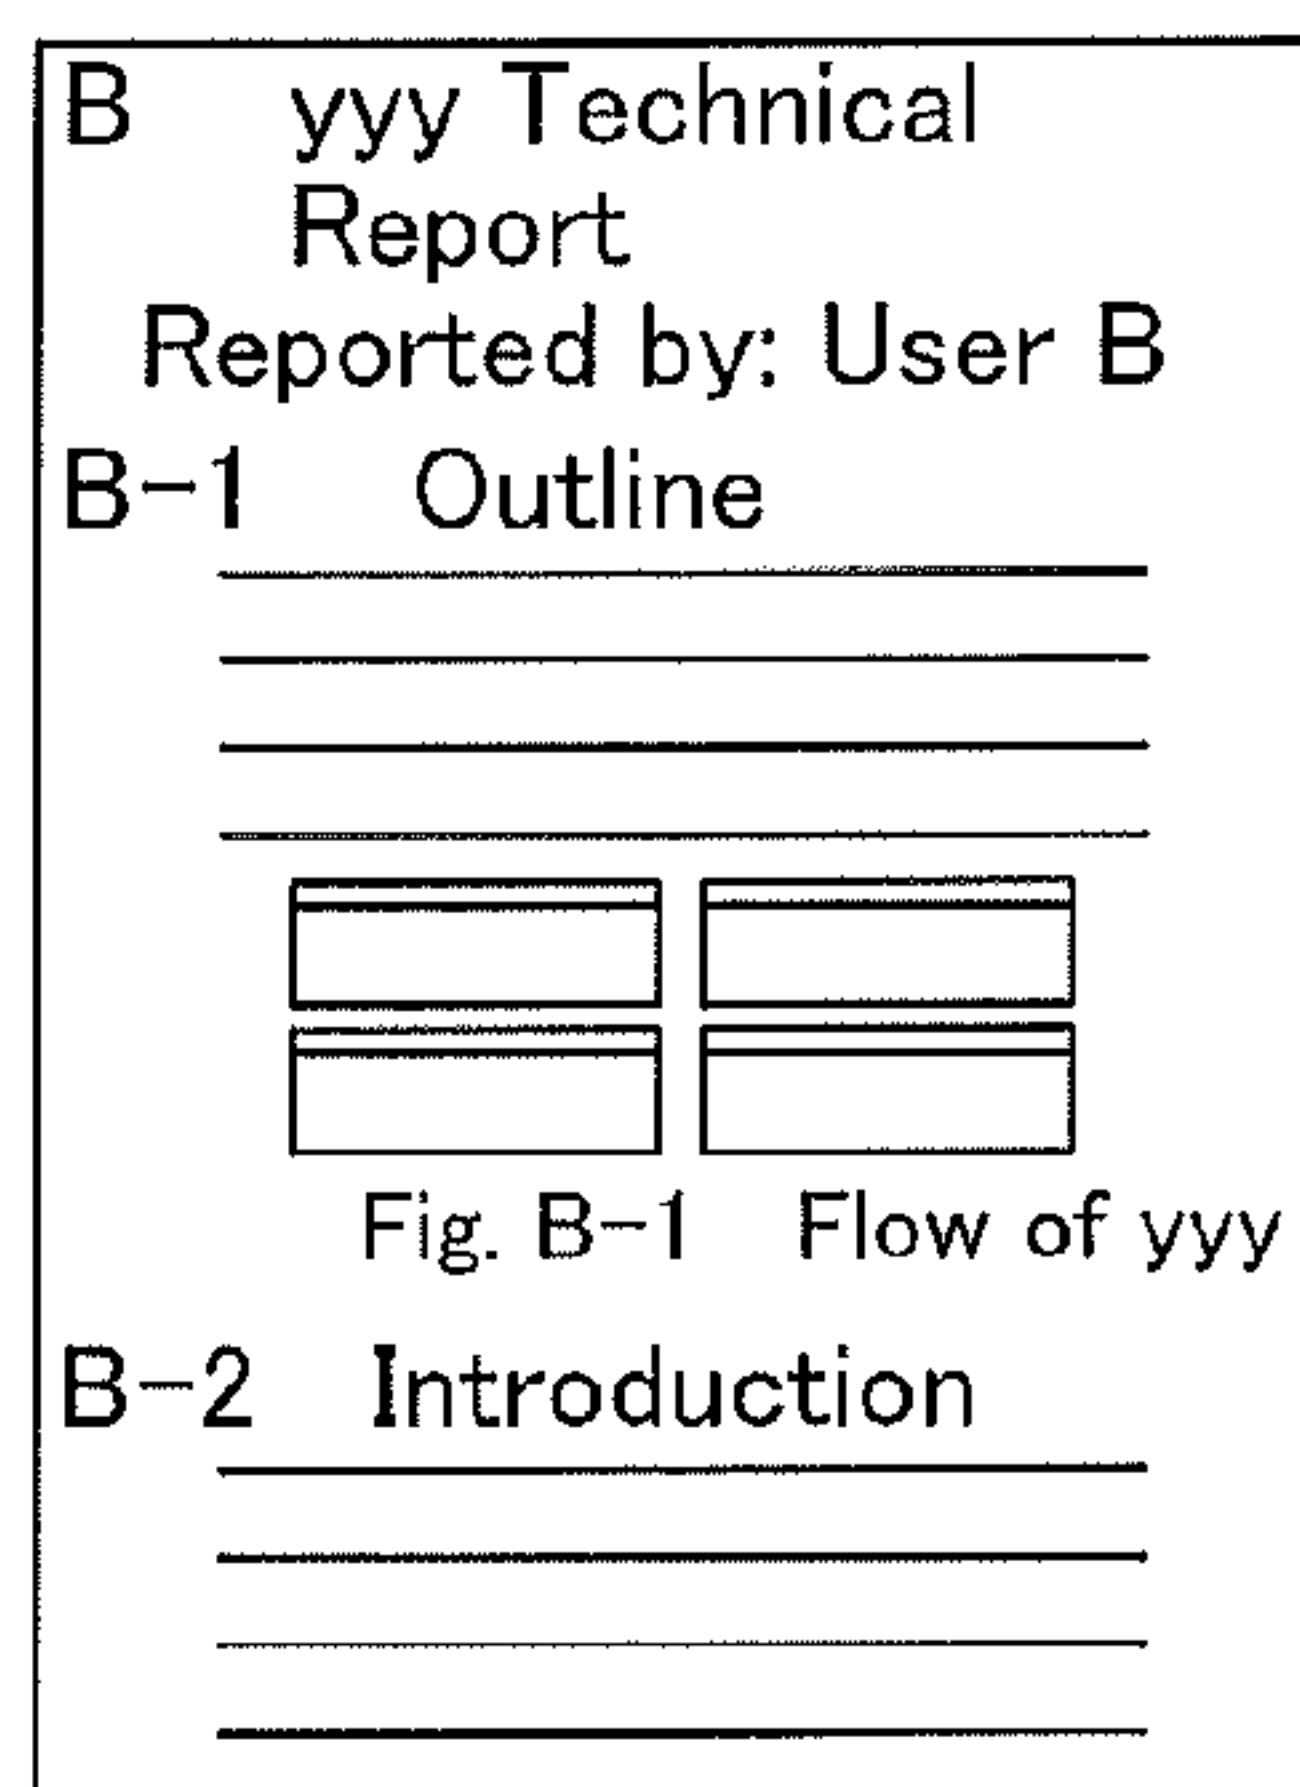 B yyy Technical
Report
Reported by: User B
B-1 Outline
Fig. B-1 Flow of yyy
B-2 Introduction